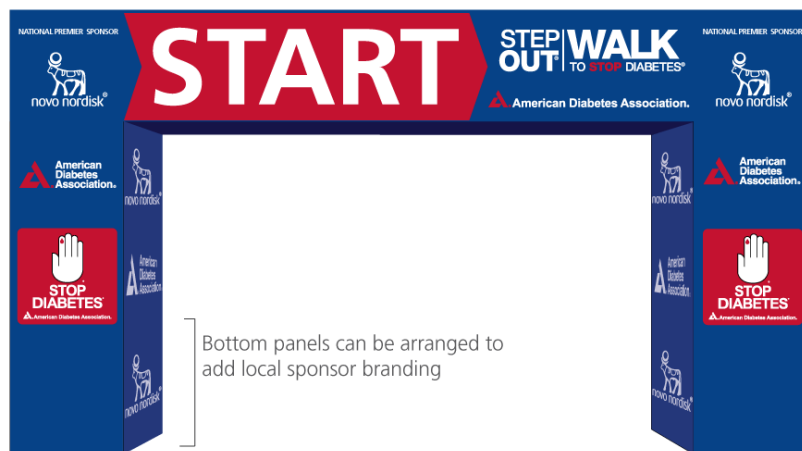 NATIONAL PREMIER SPONSOR
novo nordisk®
American
Diabetes
Association®
STOP
DIABETES
American Diabetes Association.
START
STEP
OUT®
WALK
TO STOP DIABETES®
American Diabetes Association.
NATIONAL PREMIER SPONSOR
novo nordisk®
American
Diabetes
Association®
STOP
DIABETES
American Diabetes Association.
novo nordisk®
American
Diabetes
Association®
novo nordisk®
novo nordisk®
American
Diabetes
Association®
novo nordisk®
Bottom panels can be arranged to
add local sponsor branding